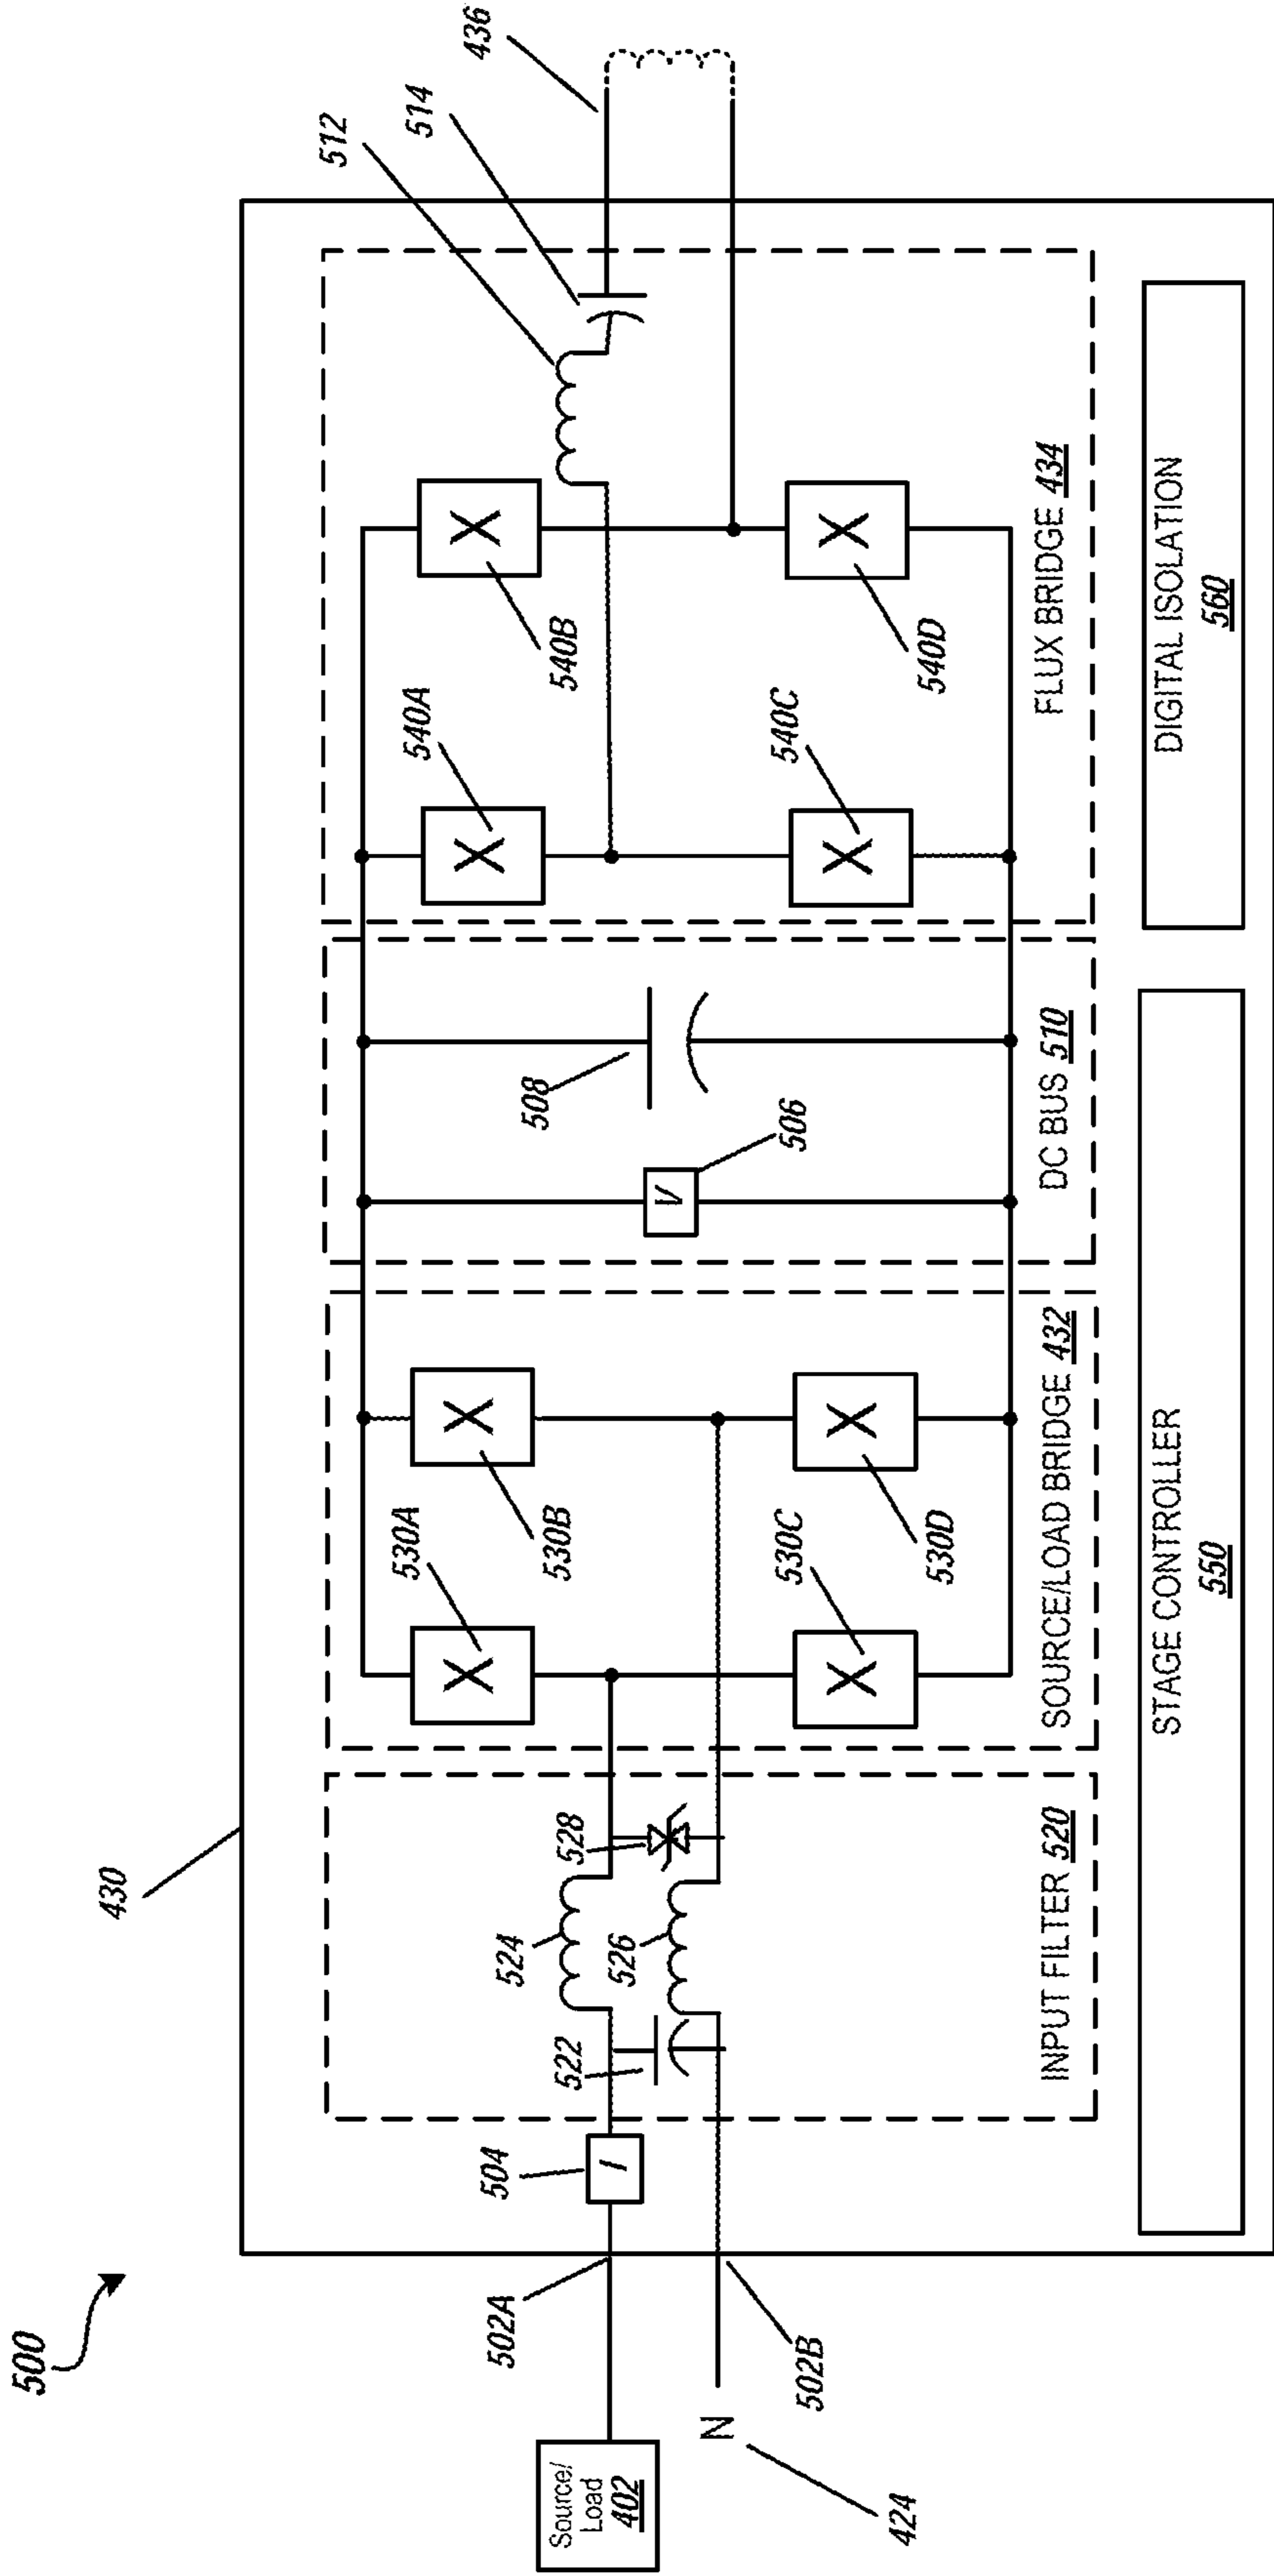 500
430
Source/
Load
402
N
424
502A
502B
504
I
522
524
526
528
INPUT FILTER 520
530A
X
530B
X
530C
X
530D
X
SOURCE/LOAD BRIDGE 432
508
V
506
DC BUS 510
540A
X
540B
X
540C
X
540D
X
512
514
436
FLUX BRIDGE 434
STAGE CONTROLLER
550
DIGITAL ISOLATION
560